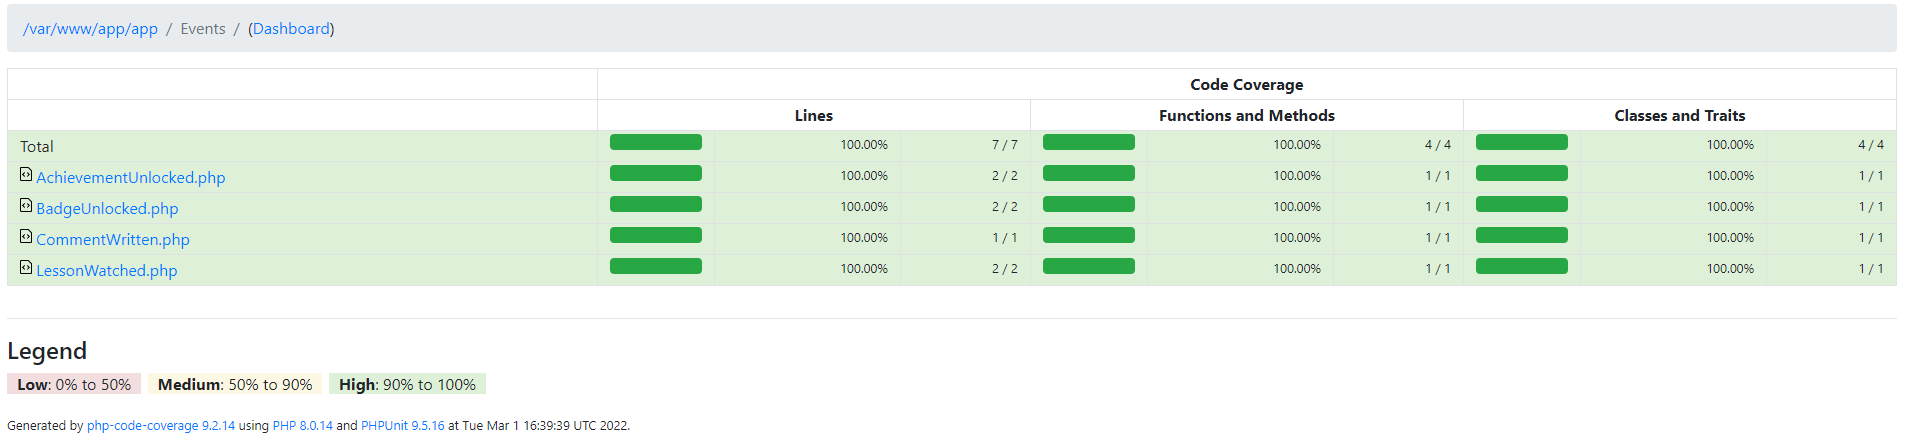 /var/www/app/app / Events / (Dashboard)
Code Coverage
Lines Functions and Methods Classes and Traits
Total 100.00% 7 / 7 100.00% 4 / 4 100.00% 4 / 4
AchievementUnlocked.php 100.00% 2 / 2 100.00% 1 / 1 100.00% 1 / 1
BadgeUnlocked.php 100.00% 2 / 2 100.00% 1 / 1 100.00% 1 / 1
CommentWritten.php 100.00% 1 / 1 100.00% 1 / 1 100.00% 1 / 1
LessonWatched.php 100.00% 2 / 2 100.00% 1 / 1 100.00% 1 / 1
Legend
Low: 0% to 50% Medium: 50% to 90% High: 90% to 100%
Generated by php-code-coverage 9.2.14 using PHP 8.0.14 and PHPUnit 9.5.16 at Tue Mar 1 16:39:39 UTC 2022.